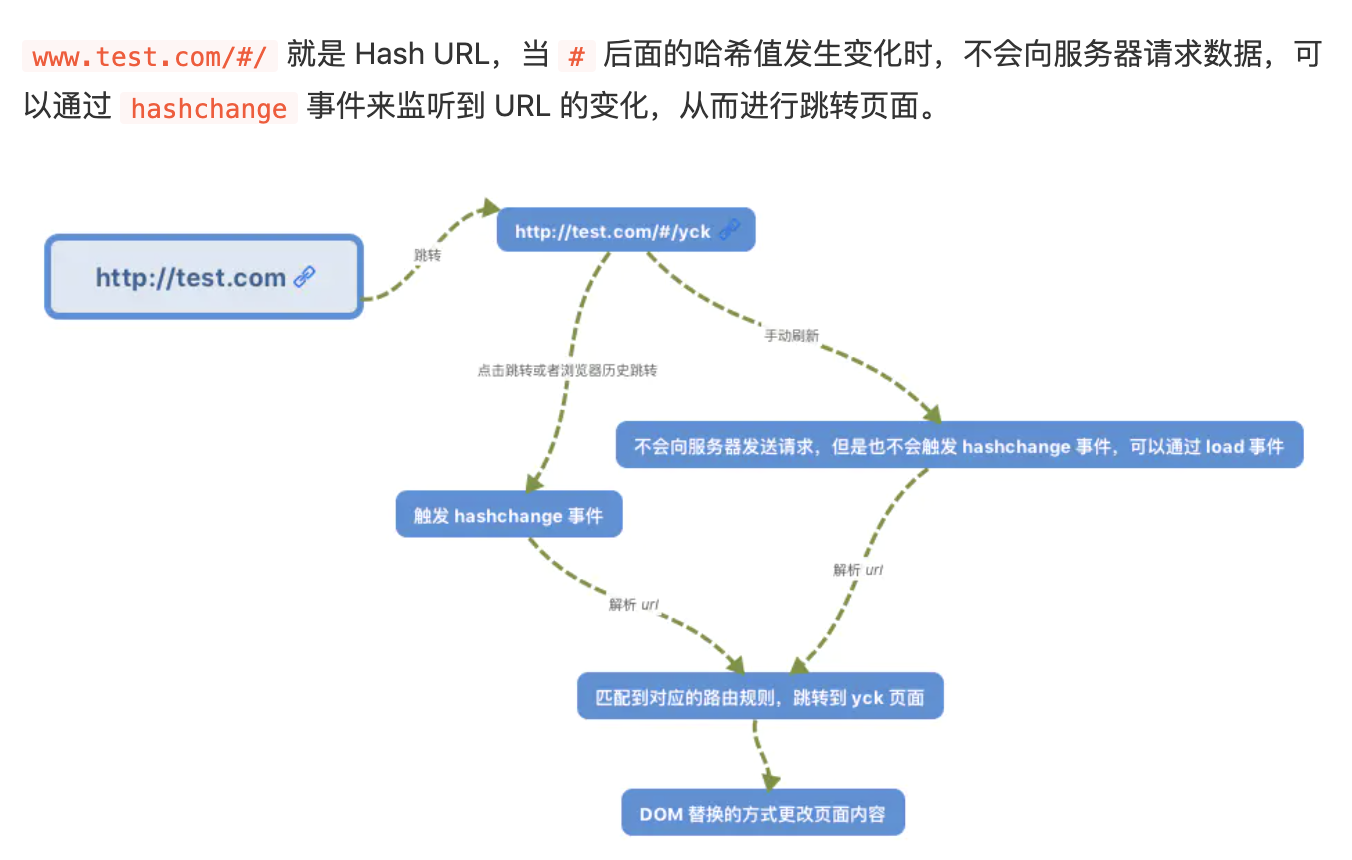 www.test.com/#/ 就是 Hash URL，当 # 后面的哈希值发生变化时，不会向服务器请求数据，可
以通过 hashchange 事件来监听到 URL 的变化，从而进行跳转页面。
http://test.com/#/yck
跳转
http://test.com
手动刷新
点击跳转或者浏览器历史跳转
不会向服务器发送请求，但是也不会触发 hashchange 事件，可以通过 load 事件
触发 hashchange 事件
解析 url
解析 url
匹配到对应的路由规则，跳转到 yck 页面
DOM 替换的方式更改页面内容